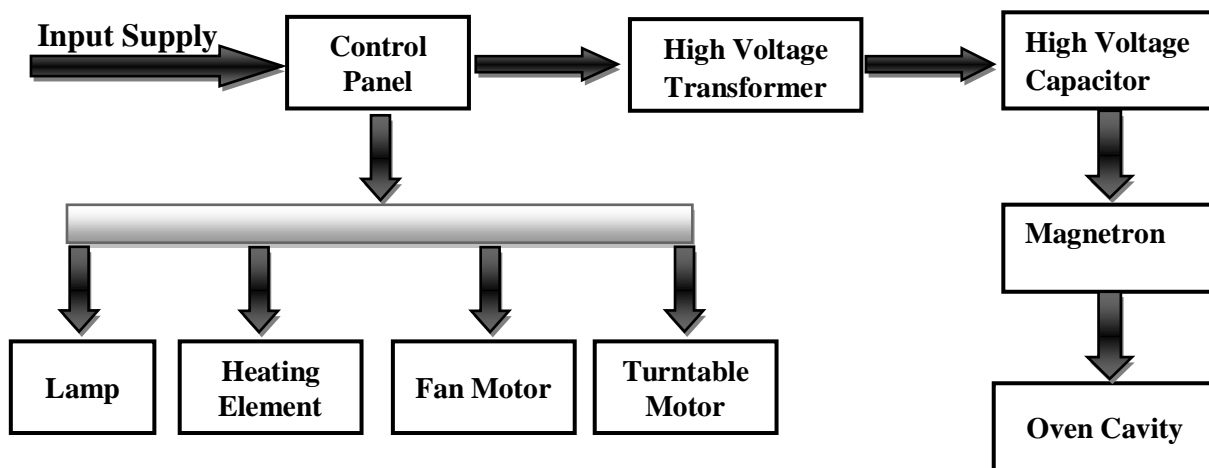 Input Supply
Control
Panel
High Voltage
Transformer
High Voltage
Capacitor
Magnetron
Lamp
Heating
Element
Fan Motor
Turntable
Motor
Oven Cavity